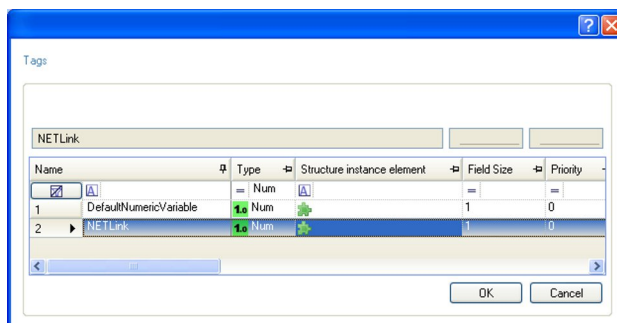 Tags
NETLink
Name Type Structure instance element Field Size Priority
A = Num A = =
1 DefaultNumericVariable 1.0 Num 1 0
2 NETLink 1.0 Num 1 0
OK Cancel